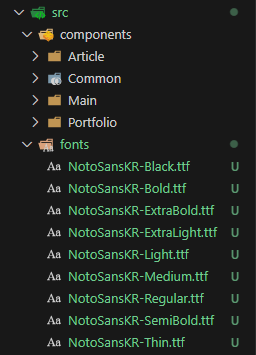 src
components
Article
Common
Main
Portfolio
fonts
Aa NotoSansKR-Black.ttf U
Aa NotoSansKR-Bold.ttf U
Aa NotoSansKR-ExtraBold.ttf U
Aa NotoSansKR-ExtraLight.ttf U
Aa NotoSansKR-Light.ttf U
Aa NotoSansKR-Medium.ttf U
Aa NotoSansKR-Regular.ttf U
Aa NotoSansKR-SemiBold.ttf U
Aa NotoSansKR-Thin.ttf U